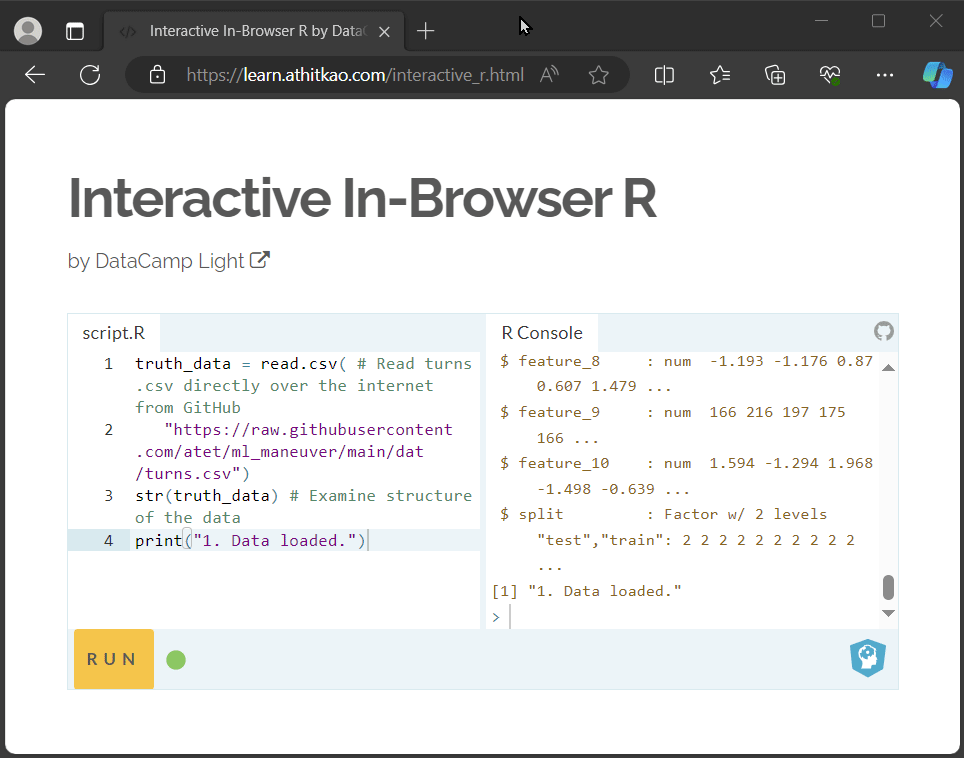 Interactive In-Browser R by Data
https://learn.athitkao.com/interactive_r.html
Interactive In-Browser R
by DataCamp Light
script.R
1 truth_data = read.csv( # Read turns
.csv directly over the internet
from GitHub
2 "https://raw.githubusercontent
.com/atet/ml_maneuver/main/dat
/turns.csv")
3 str(truth_data) # Examine structure
of the data
4 print("1. Data loaded.")
RUN
R Console
$ feature_8 : num -1.193 -1.176 0.87
0.607 1.479 ...
$ feature_9 : num 166 216 197 175
166 ...
$ feature_10 : num 1.594 -1.294 1.968
-1.498 -0.639 ...
$ split : Factor w/ 2 levels
"test","train": 2 2 2 2 2 2 2 2 2 2
...
[1] "1. Data loaded."
>